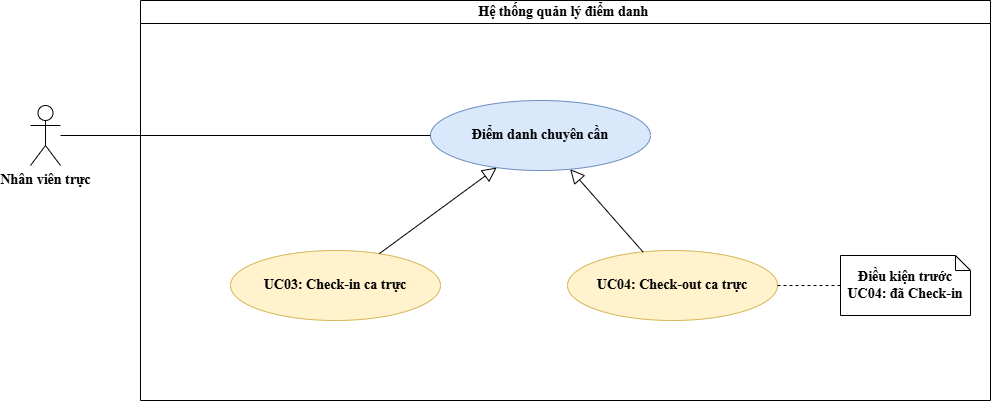 Hệ thống quản lý điểm danh
Điểm danh chuyên cần
Nhân viên trực
UC03: Check-in ca trực
UC04: Check-out ca trực
Điều kiện trước
UC04: đã Check-in